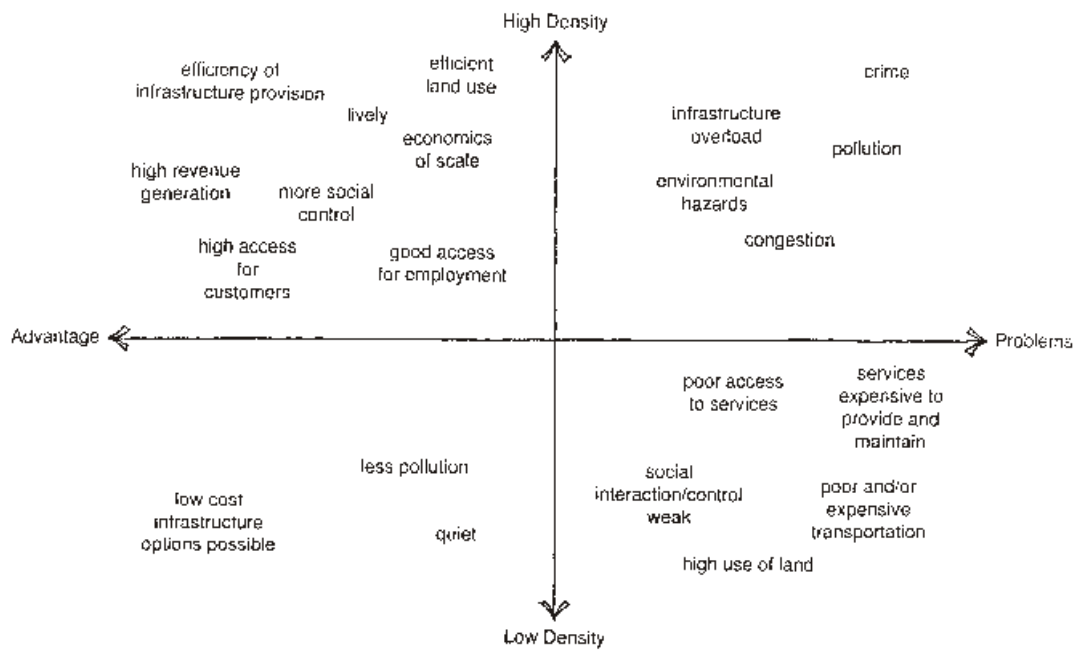 High Density
efficiency of
infrastructure provision
efficient
land use
lively
economics
of scale
high revenue
generation
more social
control
high access
for
customers
good access
for employment
crime
infrastructure
overload
pollution
environmental
hazards
congestion
Advantage
Problems
less pollution
low cost
infrastructure
options possible
quiet
poor access
to services
services
expensive to
provide and
maintain
social
interaction/control
weak
poor and/or
expensive
transportation
high use of land
Low Density